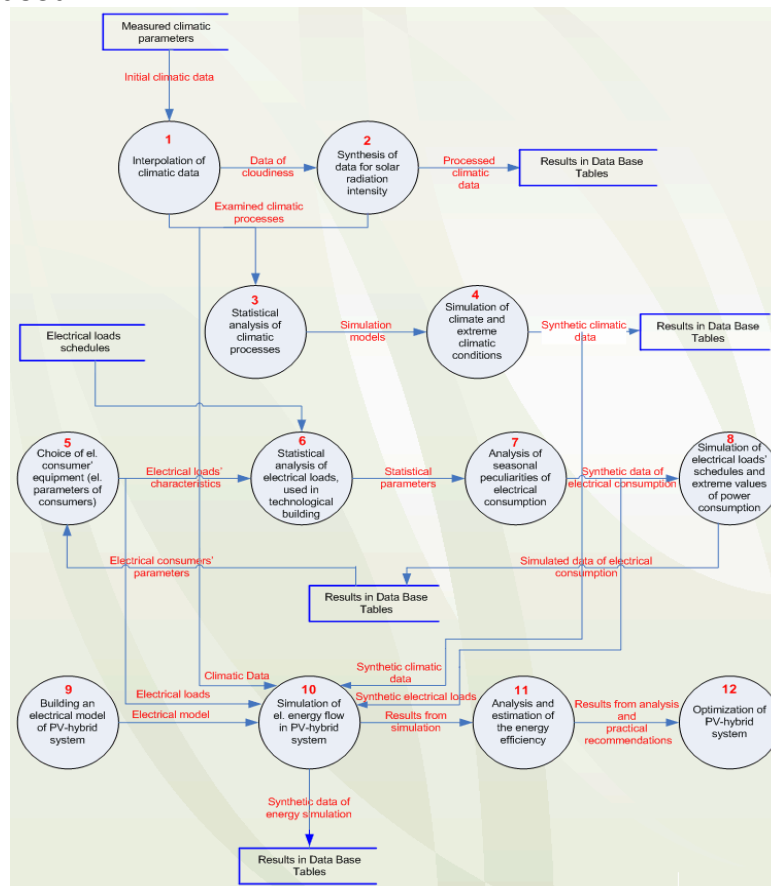 Measured climatic
parameters
Initial climatic data
1
Interpolation of
climatic data
Data of
cloudiness
2
Synthesis of
data for solar
radiation
intensity
Processed
climatic
data
Results in Data Base
Tables
Examined climatic
processes
3
Statistical
analysis of
climatic
processes
Simulation
models
4
Simulation of
climate and
extreme
climatic
conditions
Synthetic climatic
data
Results in Data Base
Tables
Electrical loads
schedules
5
Choice of el.
consumer'
equipment (el.
parameters of
consumers)
Electrical loads'
characteristics
6
Statistical
analysis of
electrical loads,
used in
technological
building
Statistical
parameters
7
Analysis of
seasonal
peculiarities of
electrical
consumption
Synthetic data of
electrical consumption
8
Simulation of
electrical loads'
schedules and
extreme values
of power
consumption
Electrical consumers'
parameters
Simulated data of electrical
consumption
Results in Data Base
Tables
Climatic Data
Synthetic climatic
data
Electrical loads
Synthetic electrical loads
9
Building an
electrical model
of PV-hybrid
system
Electrical model
10
Simulation of
el. energy flow
in PV-hybrid
system
Results from
simulation
11
Analysis and
estimation of
the energy
efficiency
Results from analysis
and
practical
recommendations
12
Optimization of
PV-hybrid
system
Synthetic data of
energy simulation
Results in Data Base
Tables